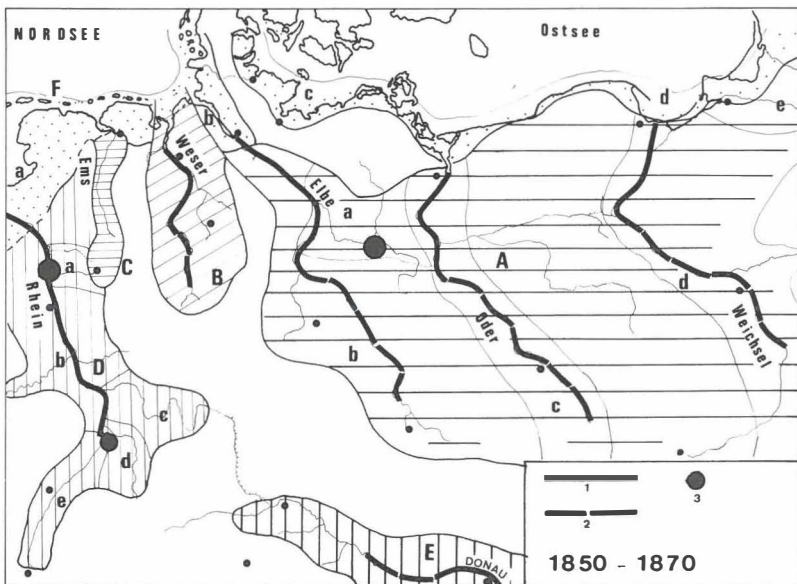 NORDSEE
Ostsee
F
c
d
e
b
a
Ems
Weser
Elbe
a
a
C
B
A
d
Rhein
Oder
Weichsel
b
D
b
c
c
d
e
E
DONAU
1
2
3
1850 - 1870